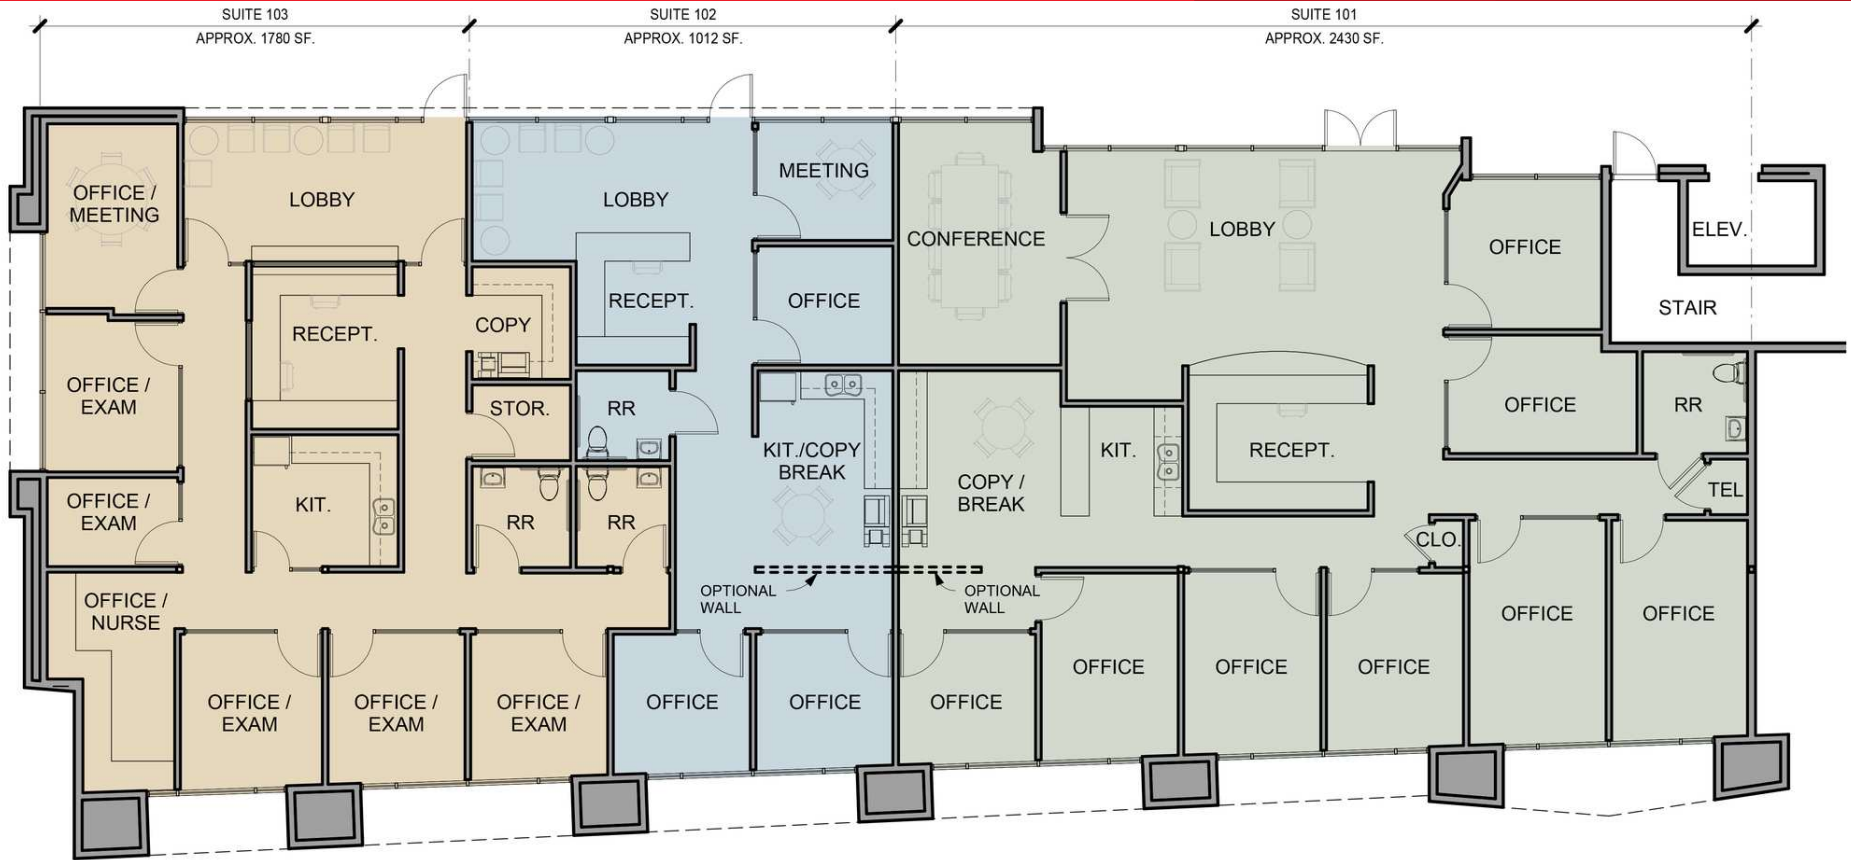 SUITE 103
APPROX. 1780 SF.
SUITE 102
APPROX. 1012 SF.
SUITE 101
APPROX. 2430 SF.
OFFICE /
MEETING
LOBBY
RECEPT.
COPY
OFFICE /
EXAM
STOR.
KIT.
OFFICE /
EXAM
RR
RR
OFFICE /
NURSE
OFFICE /
EXAM
OFFICE /
EXAM
OFFICE /
EXAM
LOBBY
MEETING
RECEPT.
OFFICE
RR
KIT./COPY
BREAK
OPTIONAL
WALL
OFFICE
OFFICE
CONFERENCE
LOBBY
OFFICE
ELEV.
STAIR
OFFICE
RR
KIT.
RECEPT.
COPY /
BREAK
TEL
CLO.
OPTIONAL
WALL
OFFICE
OFFICE
OFFICE
OFFICE
OFFICE
OFFICE